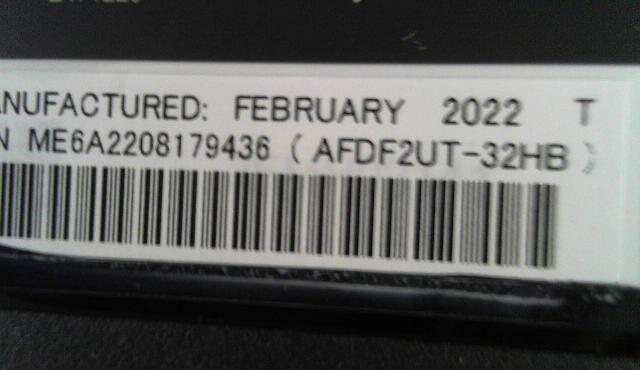 ANUFACTURED: FEBRUARY 2022 T
N ME6A2208179436 (AFDF2UT-32HB)